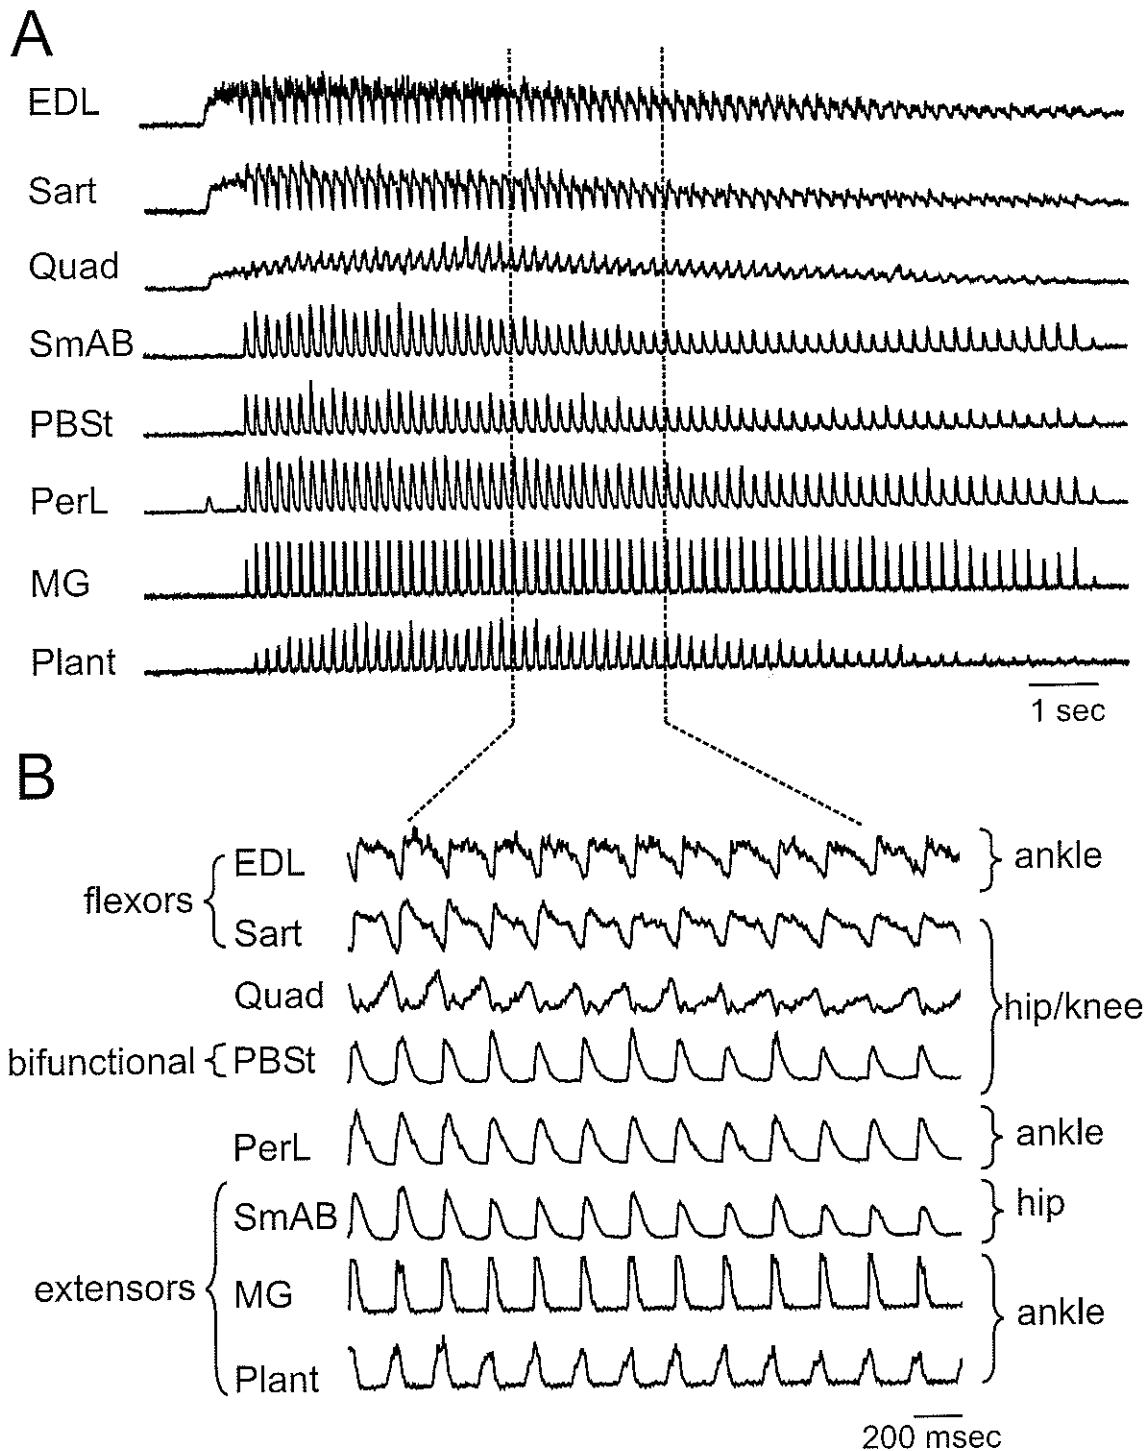 A
EDL
Sart
Quad
SmAB
PBSt
PerL
MG
Plant
1 sec
B
flexors
EDL
ankle
Sart
Quad
hip/knee
bifunctional
PBSt
PerL
ankle
SmAB
hip
extensors
MG
ankle
Plant
200 msec